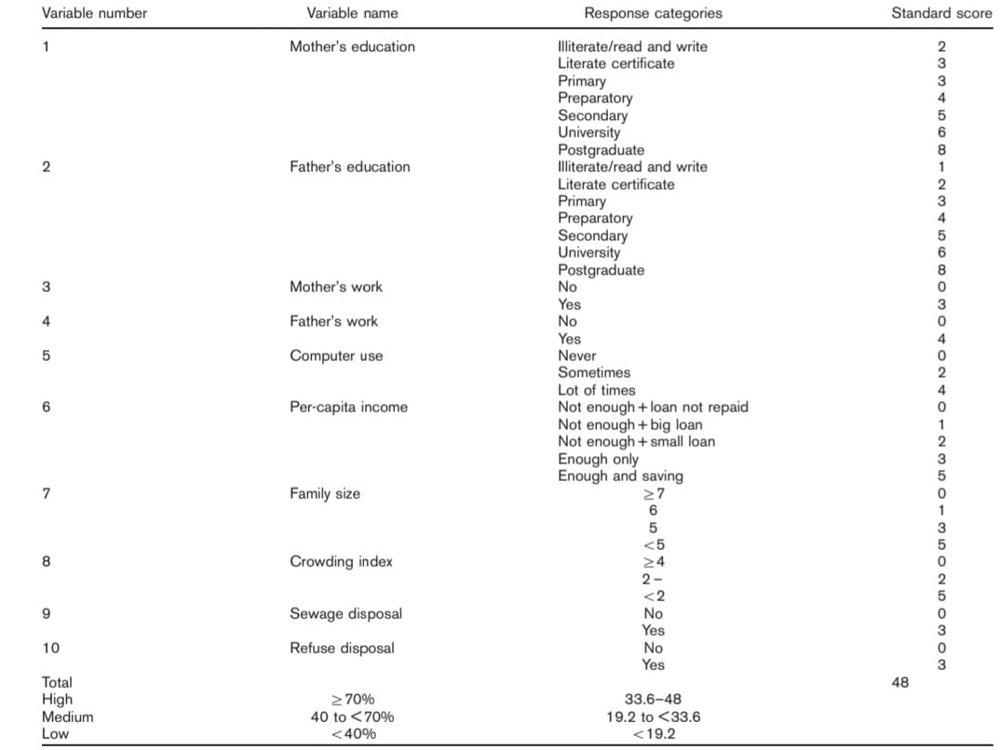 Variable number Variable name Response categories Standard score
1 Mother's education Illiterate/read and write 2
Literate certificate 3
Primary 3
Preparatory 4
Secondary 5
University 6
Postgraduate 8
2 Father's education Illiterate/read and write 1
Literate certificate 2
Primary 3
Preparatory 4
Secondary 5
University 6
Postgraduate 8
3 Mother's work No 0
Yes 3
4 Father's work No 0
Yes 4
5 Computer use Never 0
Sometimes 2
Lot of times 4
6 Per-capita income Not enough + loan not repaid 0
Not enough + big loan 1
Not enough + small loan 2
Enough only 3
Enough and saving 5
7 Family size ≥7 0
6 1
5 3
<5 5
8 Crowding index ≥4 0
2– 2
<2 5
9 Sewage disposal No 0
Yes 3
10 Refuse disposal No 0
Yes 3
Total 48
High ≥70% 33.6–48
Medium 40 to <70% 19.2 to <33.6
Low <40% <19.2